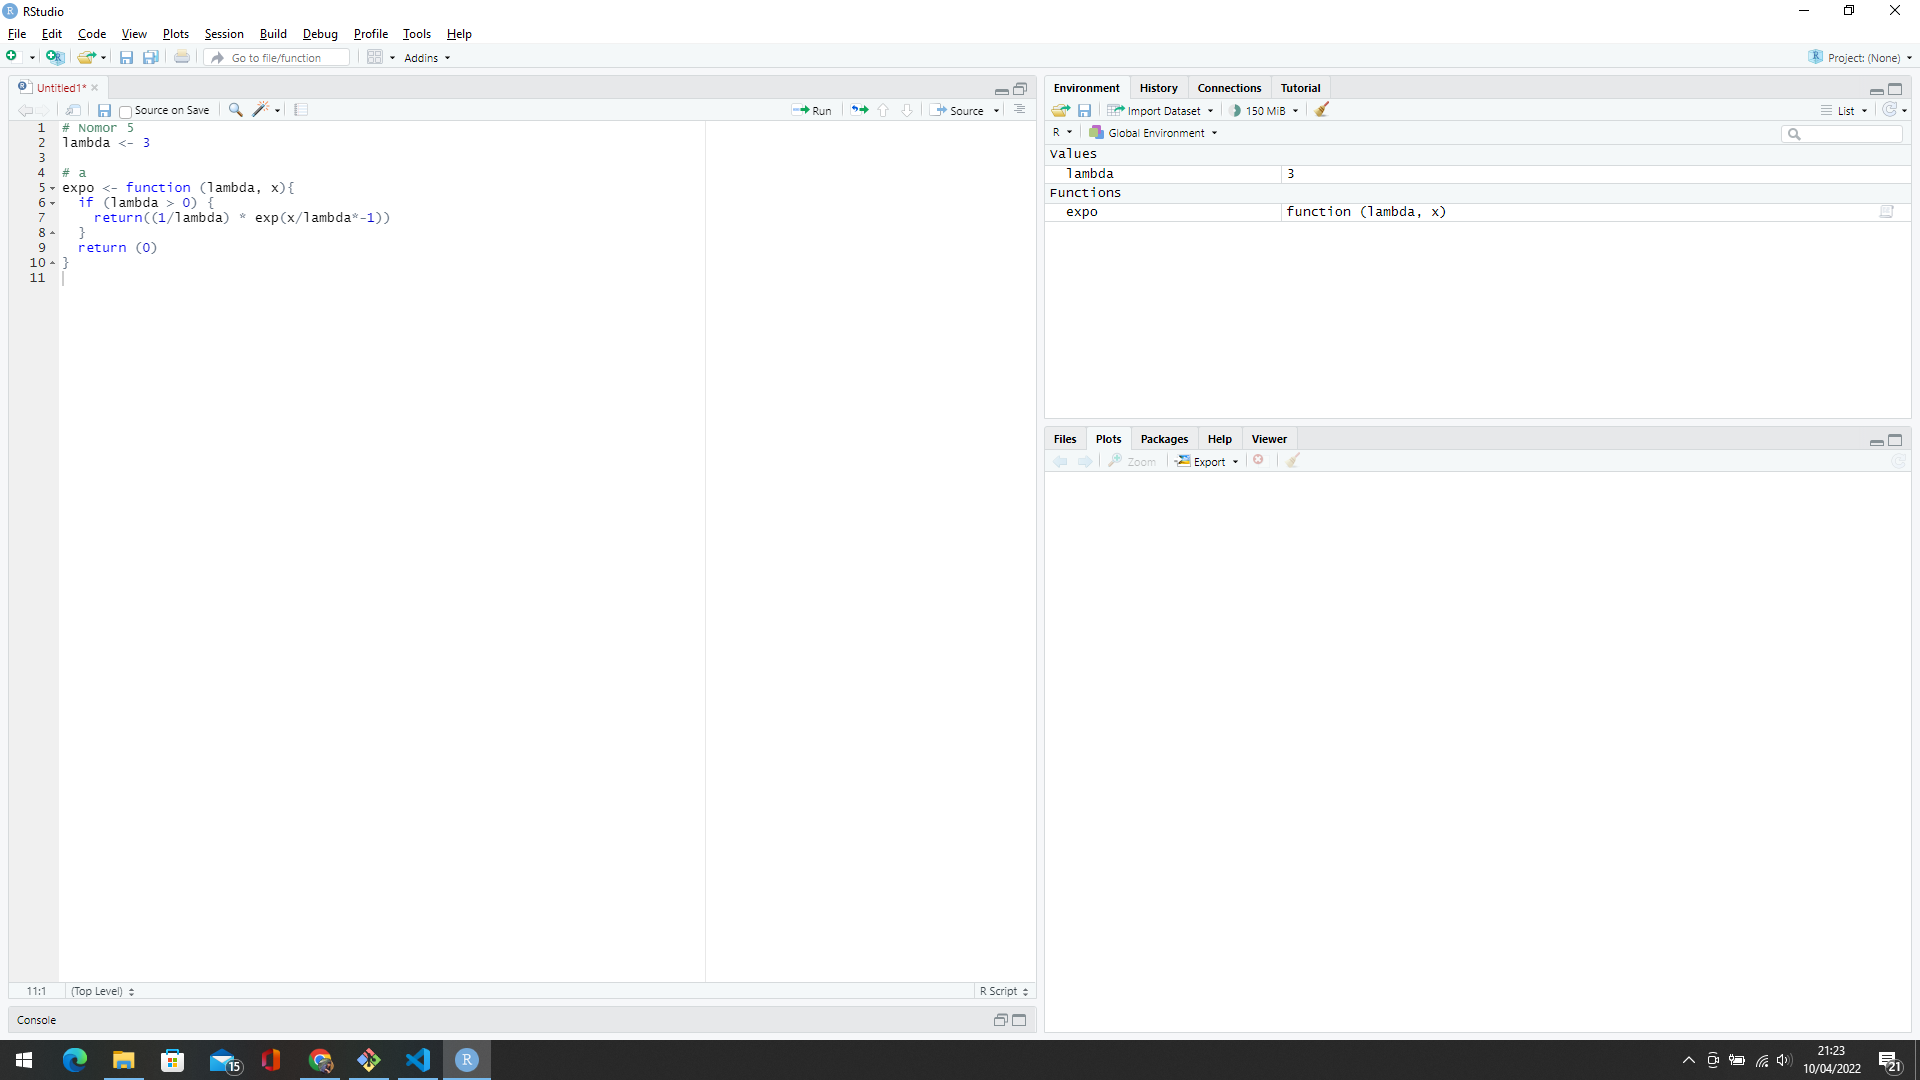 RStudio
File Edit Code View Plots Session Build Debug Profile Tools Help
Go to file/function Addins Project: (None)
Untitled1*
Source on Save Run Source
1 # Nomor 5
2 lambda <- 3
3
4 # a
5 expo <- function (lambda, x){
6 if (lambda > 0) {
7 return((1/lambda) * exp(x/lambda*-1))
8 }
9 return (0)
10 }
11
11:1 (Top Level) R Script
Console
Environment History Connections Tutorial
Import Dataset 150 MiB List
R Global Environment
Values
lambda 3
Functions
expo function (lambda, x)
Files Plots Packages Help Viewer
Zoom Export
15
R
21:23
10/04/2022
21